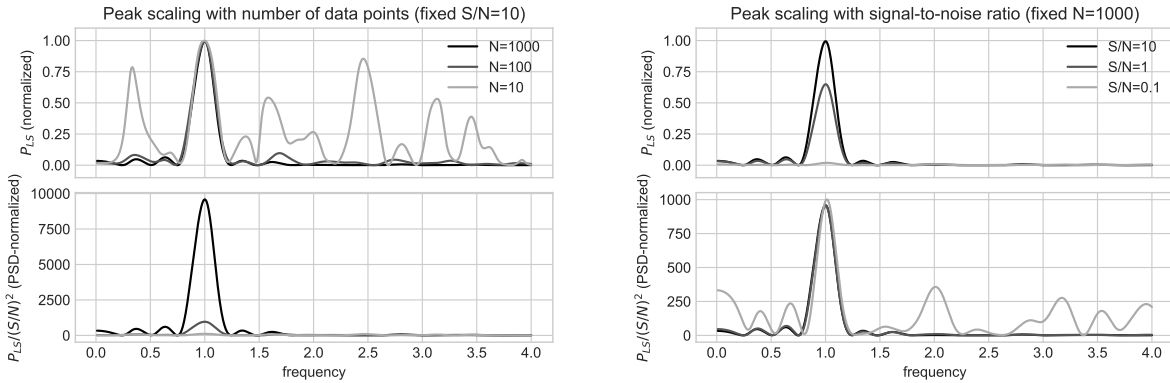 Peak scaling with number of data points (fixed S/N=10)
1.00
0.75
0.50
0.25
0.00
P_LS (normalized)
N=1000
N=100
N=10
10000
7500
5000
2500
0
P_LS/(S/N)² (PSD-normalized)
0.0 0.5 1.0 1.5 2.0 2.5 3.0 3.5 4.0
frequency
Peak scaling with signal-to-noise ratio (fixed N=1000)
1.00
0.75
0.50
0.25
0.00
P_LS (normalized)
S/N=10
S/N=1
S/N=0.1
1000
750
500
250
0
P_LS/(S/N)² (PSD-normalized)
0.0 0.5 1.0 1.5 2.0 2.5 3.0 3.5 4.0
frequency